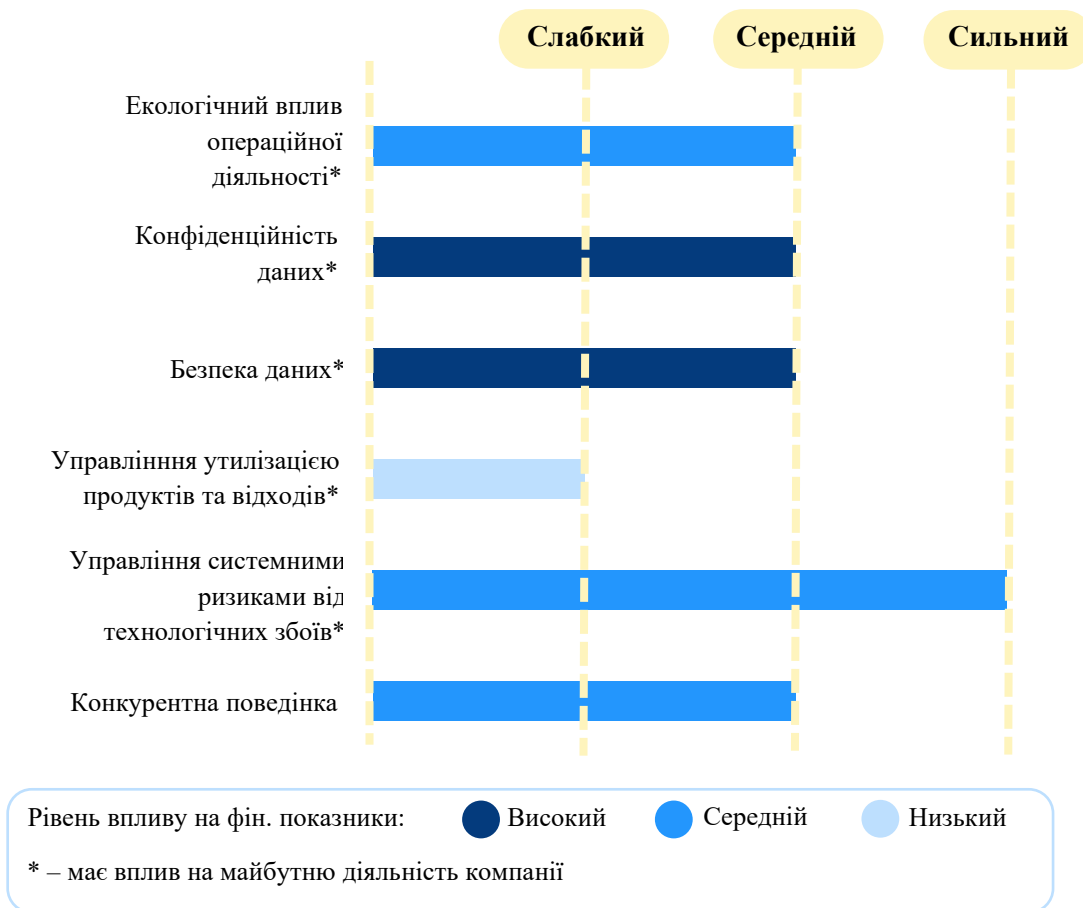 Слабкий Середній Сильний
Екологічний вплив
операційної
діяльності*
Конфіденційність
даних*
Безпека даних*
Управлінння утилізацією
продуктів та відходів*
Управління системними
ризиками від
технологічних збоїв*
Конкурентна поведінка
Рівень впливу на фін. показники: Високий Середній Низький
* – має вплив на майбутню діяльність компанії